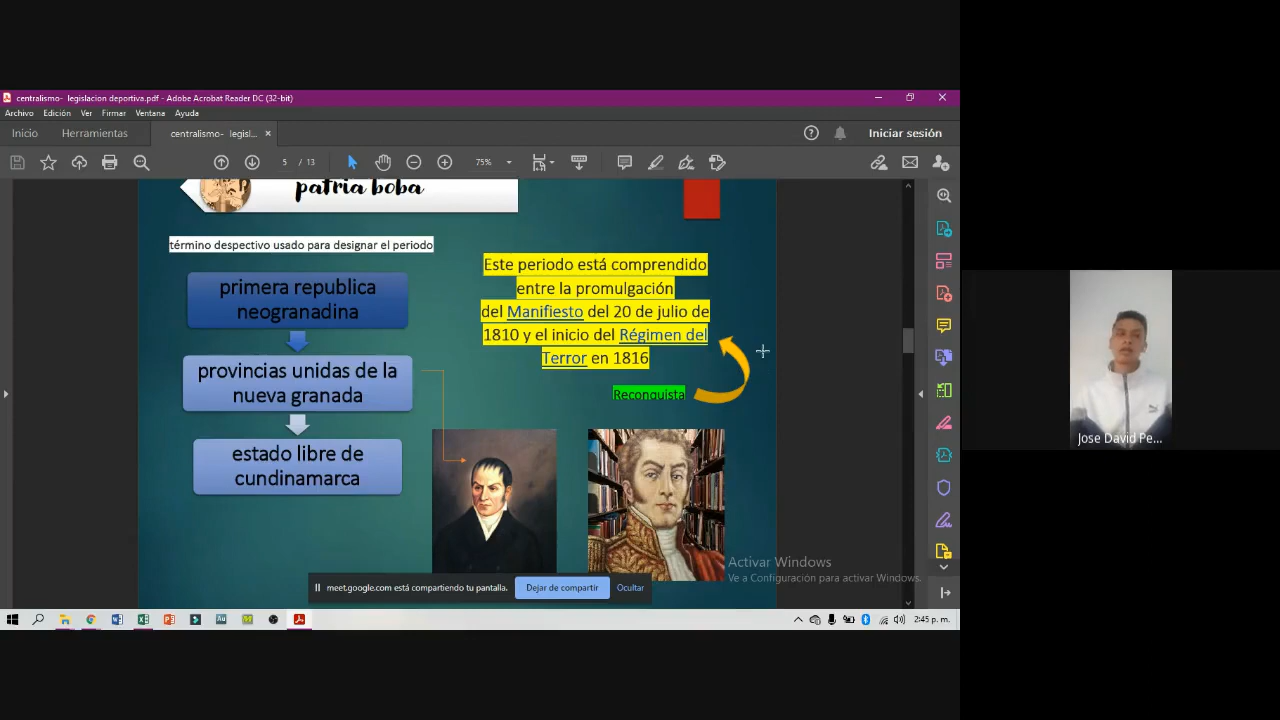 centralismo- legislacion deportiva.pdf - Adobe Acrobat Reader DC (32-bit)
Archivo Edición Ver Firmar Ventana Ayuda
Inicio Herramientas centralismo- legisl... Iniciar sesión
5 / 13 75%
patria boba
término despectivo usado para designar el periodo
primera republica
neogranadina
provincias unidas de la
nueva granada
estado libre de
cundinamarca
Este periodo está comprendido
entre la promulgación
del Manifiesto del 20 de julio de
1810 y el inicio del Régimen del
Terror en 1816
Reconquista
Activar Windows
Ve a Configuración para activar Windows.
meet.google.com está compartiendo tu pantalla. Dejar de compartir Ocultar
2:45 p. m.
Jose David Pe...